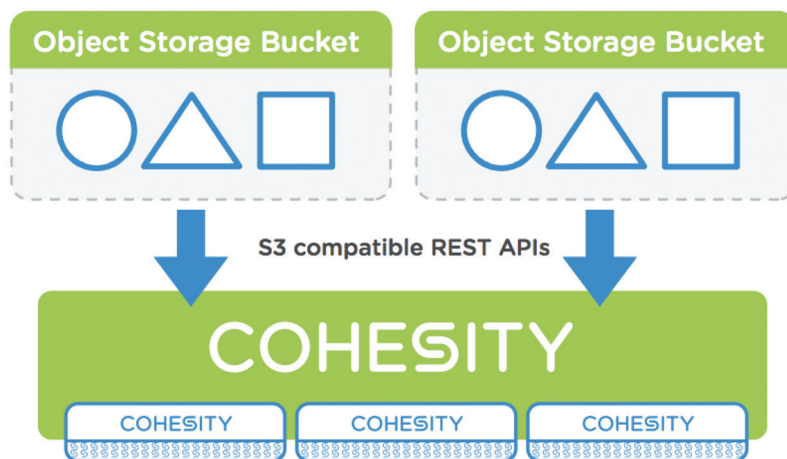 Object Storage Bucket
Object Storage Bucket
S3 compatible REST APIs
COHESITY
COHESITY
COHESITY
COHESITY